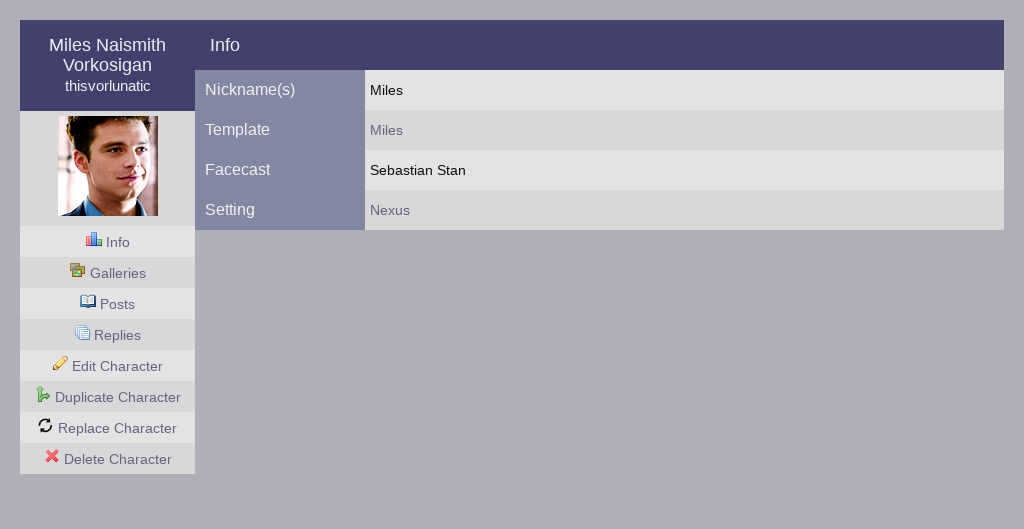 Miles Naismith
Vorkosigan
thisvorlunatic
Info
Galleries
Posts
Replies
Edit Character
Duplicate Character
Replace Character
Delete Character
Info
Nickname(s) Miles
Template Miles
Facecast Sebastian Stan
Setting Nexus